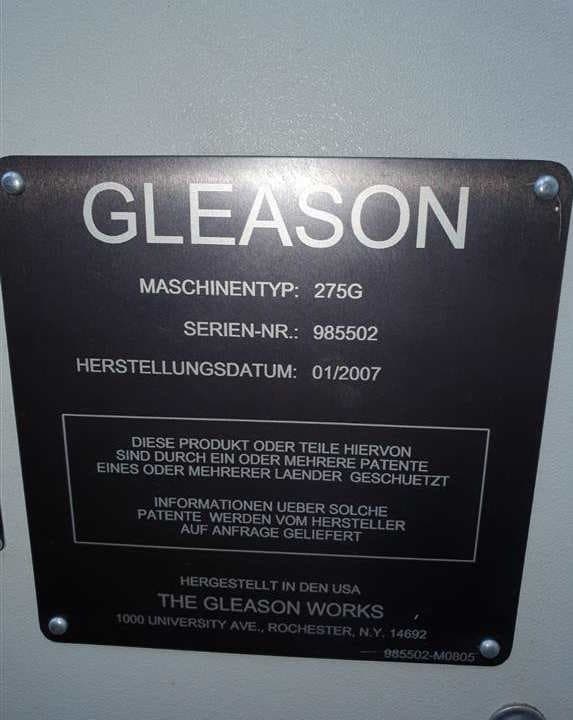 GLEASON
MASCHINENTYP: 275G
SERIEN-NR.: 985502
HERSTELLUNGSDATUM: 01/2007
DIESE PRODUKT ODER TEILE HIERVON
SIND DURCH EIN ODER MEHRERE PATENTE
EINES ODER MEHRERER LAENDER GESCHUETZT
INFORMATIONEN UEBER SOLCHE
PATENTE WERDEN VOM HERSTELLER
AUF ANFRAGE GELIEFERT
HERGESTELLT IN DEN USA
THE GLEASON WORKS
1000 UNIVERSITY AVE., ROCHESTER, N.Y. 14692
985502-M0805